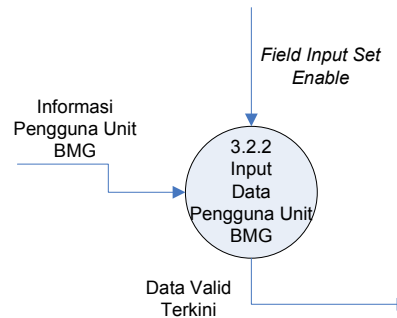 Field Input Set
Enable
Informasi
Pengguna Unit
BMG
3.2.2
Input
Data
Pengguna Unit
BMG
Data Valid
Terkini